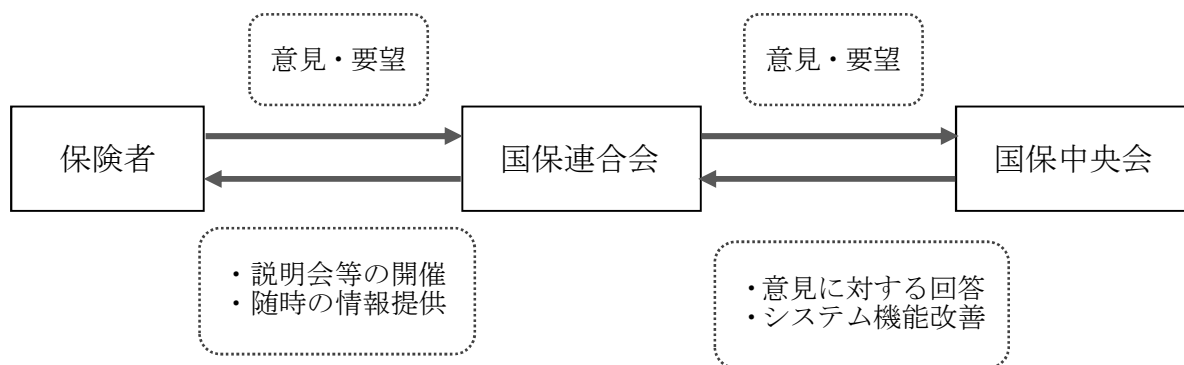 意見・要望
意見・要望
保険者
国保連合会
国保中央会
・説明会等の開催
・随時の情報提供
・意見に対する回答
・システム機能改善